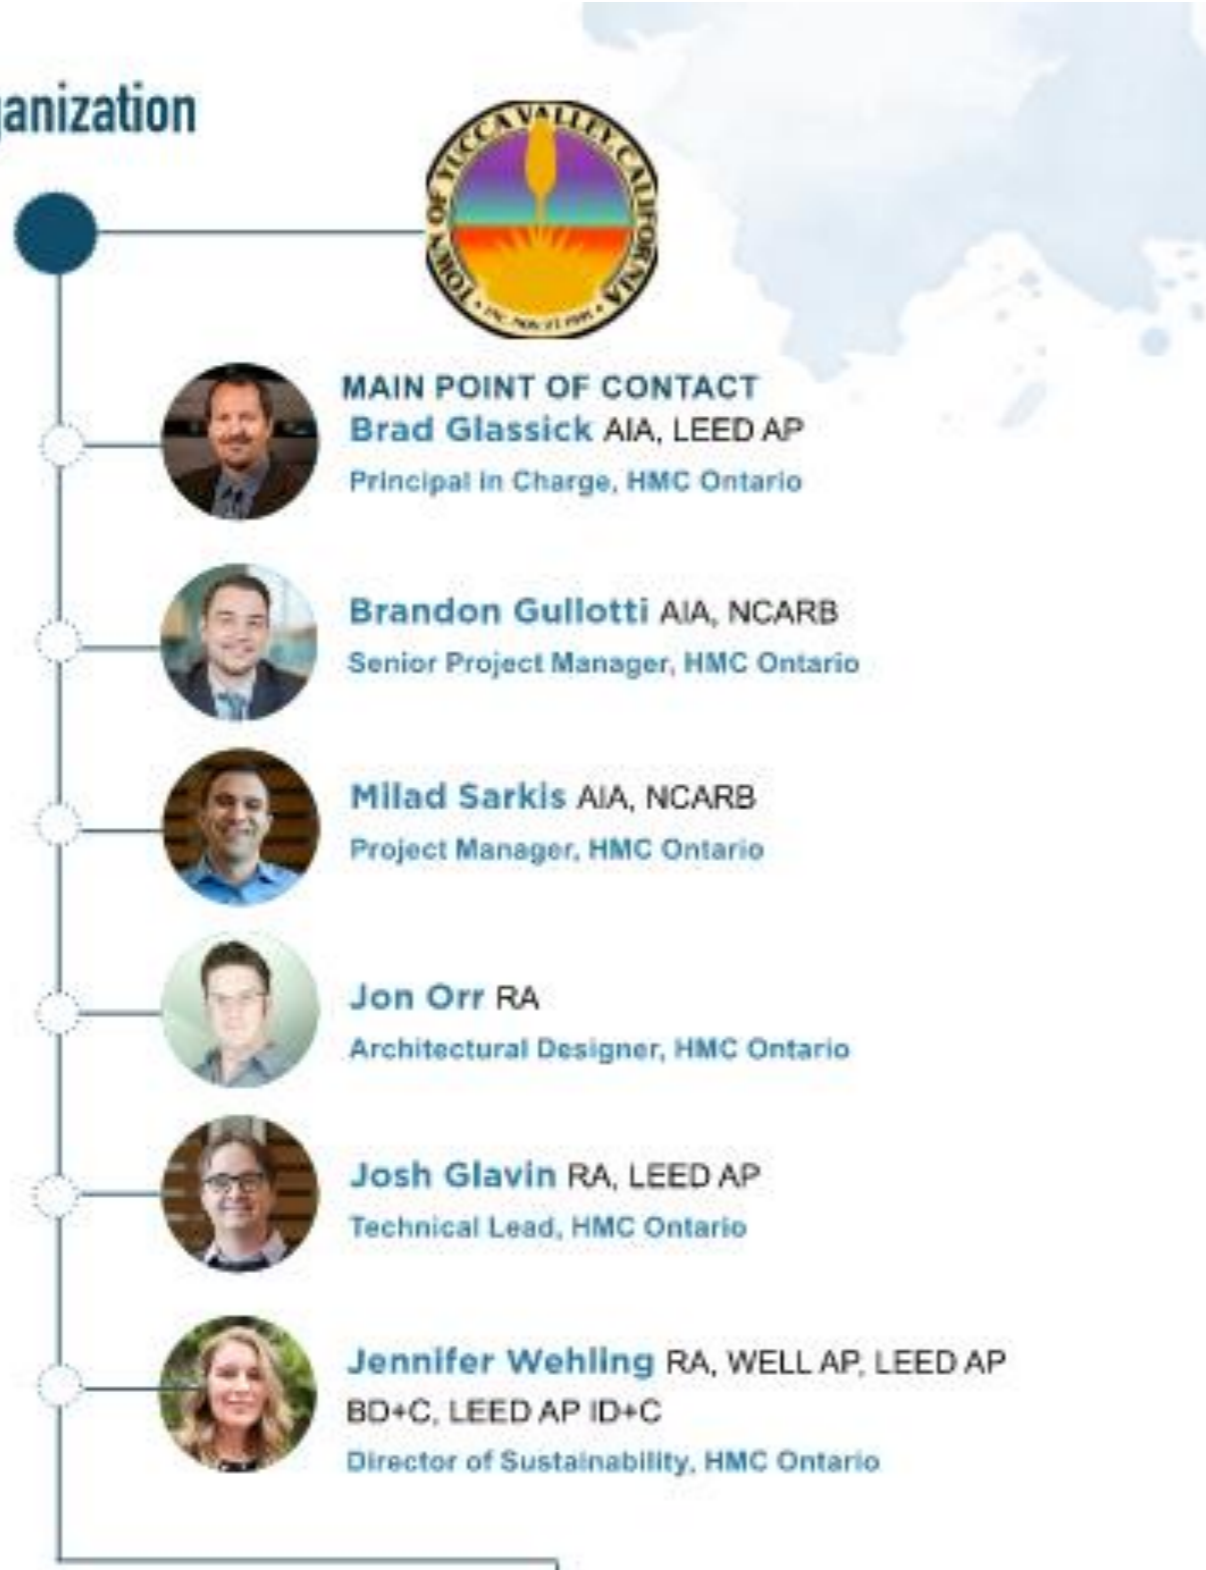 anization
TOWN OF YUCCA VALLEY, CALIFORNIA
MAIN POINT OF CONTACT
Brad Glassick AIA, LEED AP
Principal in Charge, HMC Ontario
Brandon Gullotti AIA, NCARB
Senior Project Manager, HMC Ontario
Milad Sarkis AIA, NCARB
Project Manager, HMC Ontario
Jon Orr RA
Architectural Designer, HMC Ontario
Josh Glavin RA, LEED AP
Technical Lead, HMC Ontario
Jennifer Wehling RA, WELL AP, LEED AP
BD+C, LEED AP ID+C
Director of Sustainability, HMC Ontario